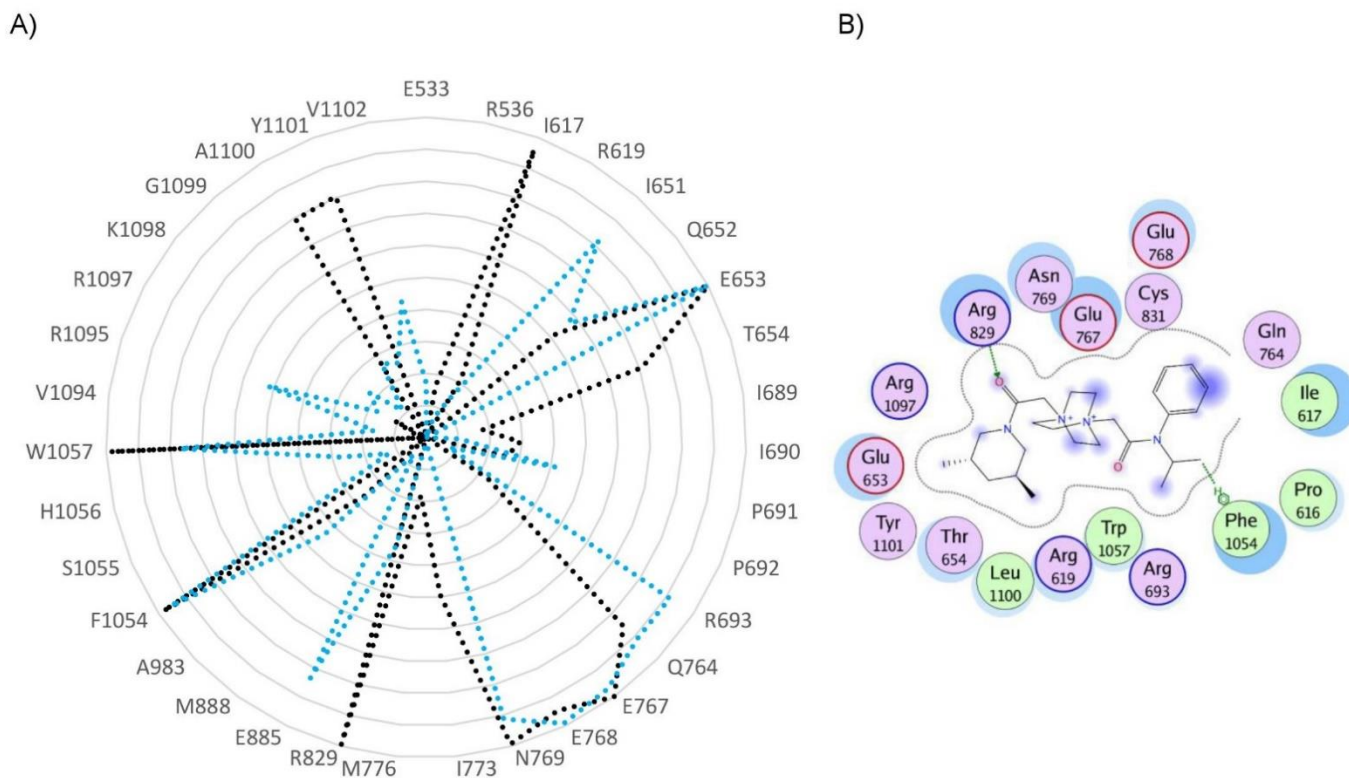 A)
B)
E533
R536
I617
R619
I651
Q652
E653
T654
I689
I690
P691
P692
R693
Q764
E767
E768
N769
I773
M776
R829
E885
M888
A983
F1054
S1055
H1056
W1057
V1094
R1095
R1097
K1098
G1099
A1100
Y1101
V1102
Glu
768
Asn
769
Cys
831
Arg
829
Glu
767
Gln
764
Arg
1097
Ile
617
Glu
653
Pro
616
Tyr
1101
Thr
654
Trp
1057
Phe
1054
Leu
1100
Arg
619
Arg
693
O
N
N+
N+
N
O
H